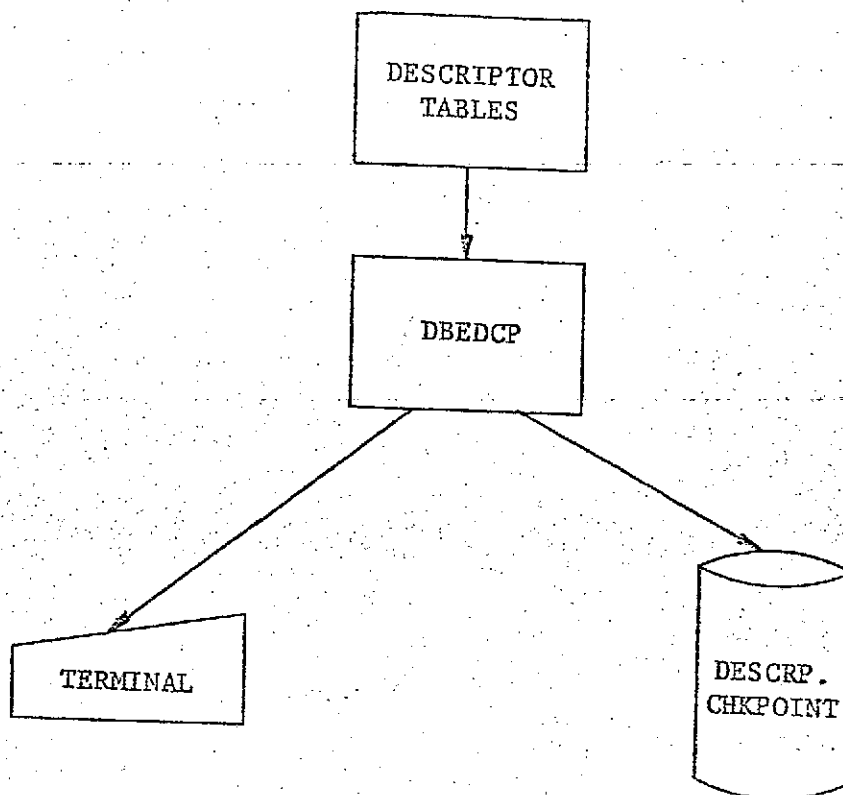 DESCRIPTOR
TABLES
DBEDCP
TERMINAL
DESCRP.
CHKPOINT